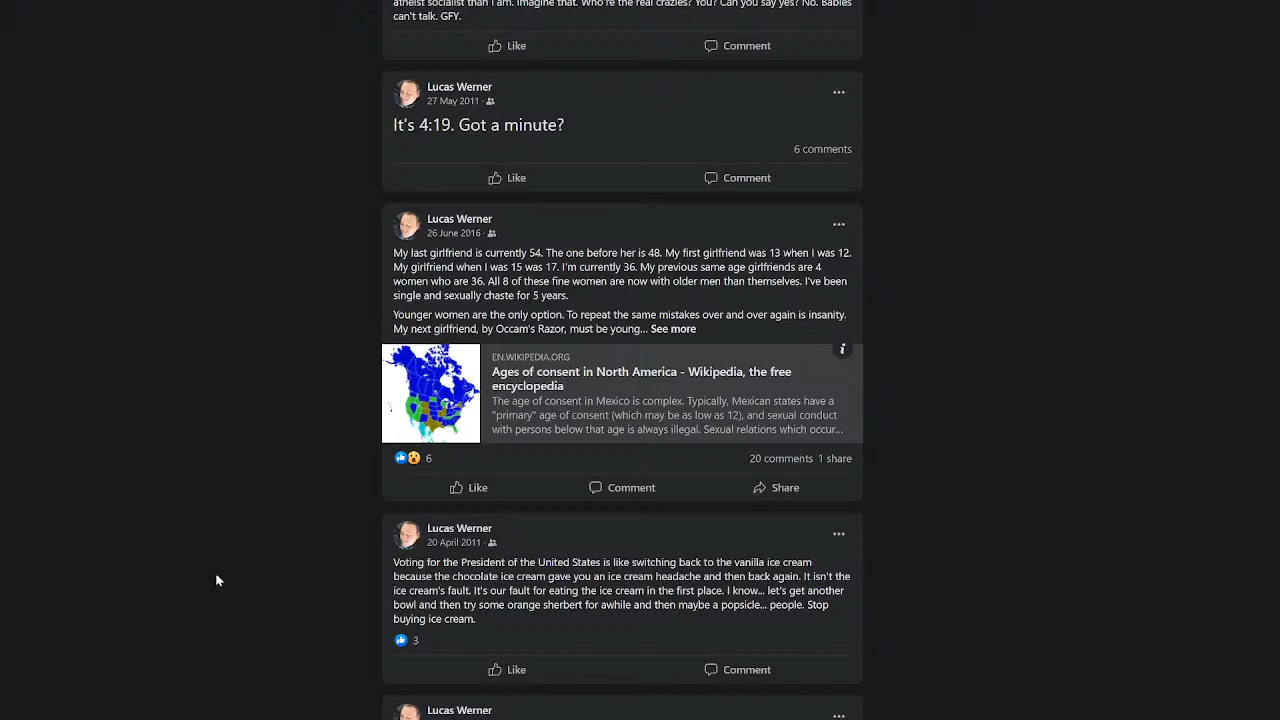 atheist socialist than I am. Imagine that. Who're the real crazies? You? Can you say yes? No. Babies
can't talk. GFY.
Like Comment
Lucas Werner
27 May 2011 ·
It's 4:19. Got a minute?
6 comments
Like Comment
Lucas Werner
26 June 2016 ·
My last girlfriend is currently 54. The one before her is 48. My first girlfriend was 13 when I was 12.
My girlfriend when I was 15 was 17. I'm currently 36. My previous same age girlfriends are 4
women who are 36. All 8 of these fine women are now with older men than themselves. I've been
single and sexually chaste for 5 years.
Younger women are the only option. To repeat the same mistakes over and over again is insanity.
My next girlfriend, by Occam's Razor, must be young... See more
EN.WIKIPEDIA.ORG
Ages of consent in North America - Wikipedia, the free
encyclopedia
The age of consent in Mexico is complex. Typically, Mexican states have a
"primary" age of consent (which may be as low as 12), and sexual conduct
with persons below that age is always illegal. Sexual relations which occur...
6 20 comments 1 share
Like Comment Share
Lucas Werner
20 April 2011 ·
Voting for the President of the United States is like switching back to the vanilla ice cream
because the chocolate ice cream gave you an ice cream headache and then back again. It isn't the
ice cream's fault. It's our fault for eating the ice cream in the first place. I know... let's get another
bowl and then try some orange sherbert for awhile and then maybe a popsicle... people. Stop
buying ice cream.
3
Like Comment
Lucas Werner